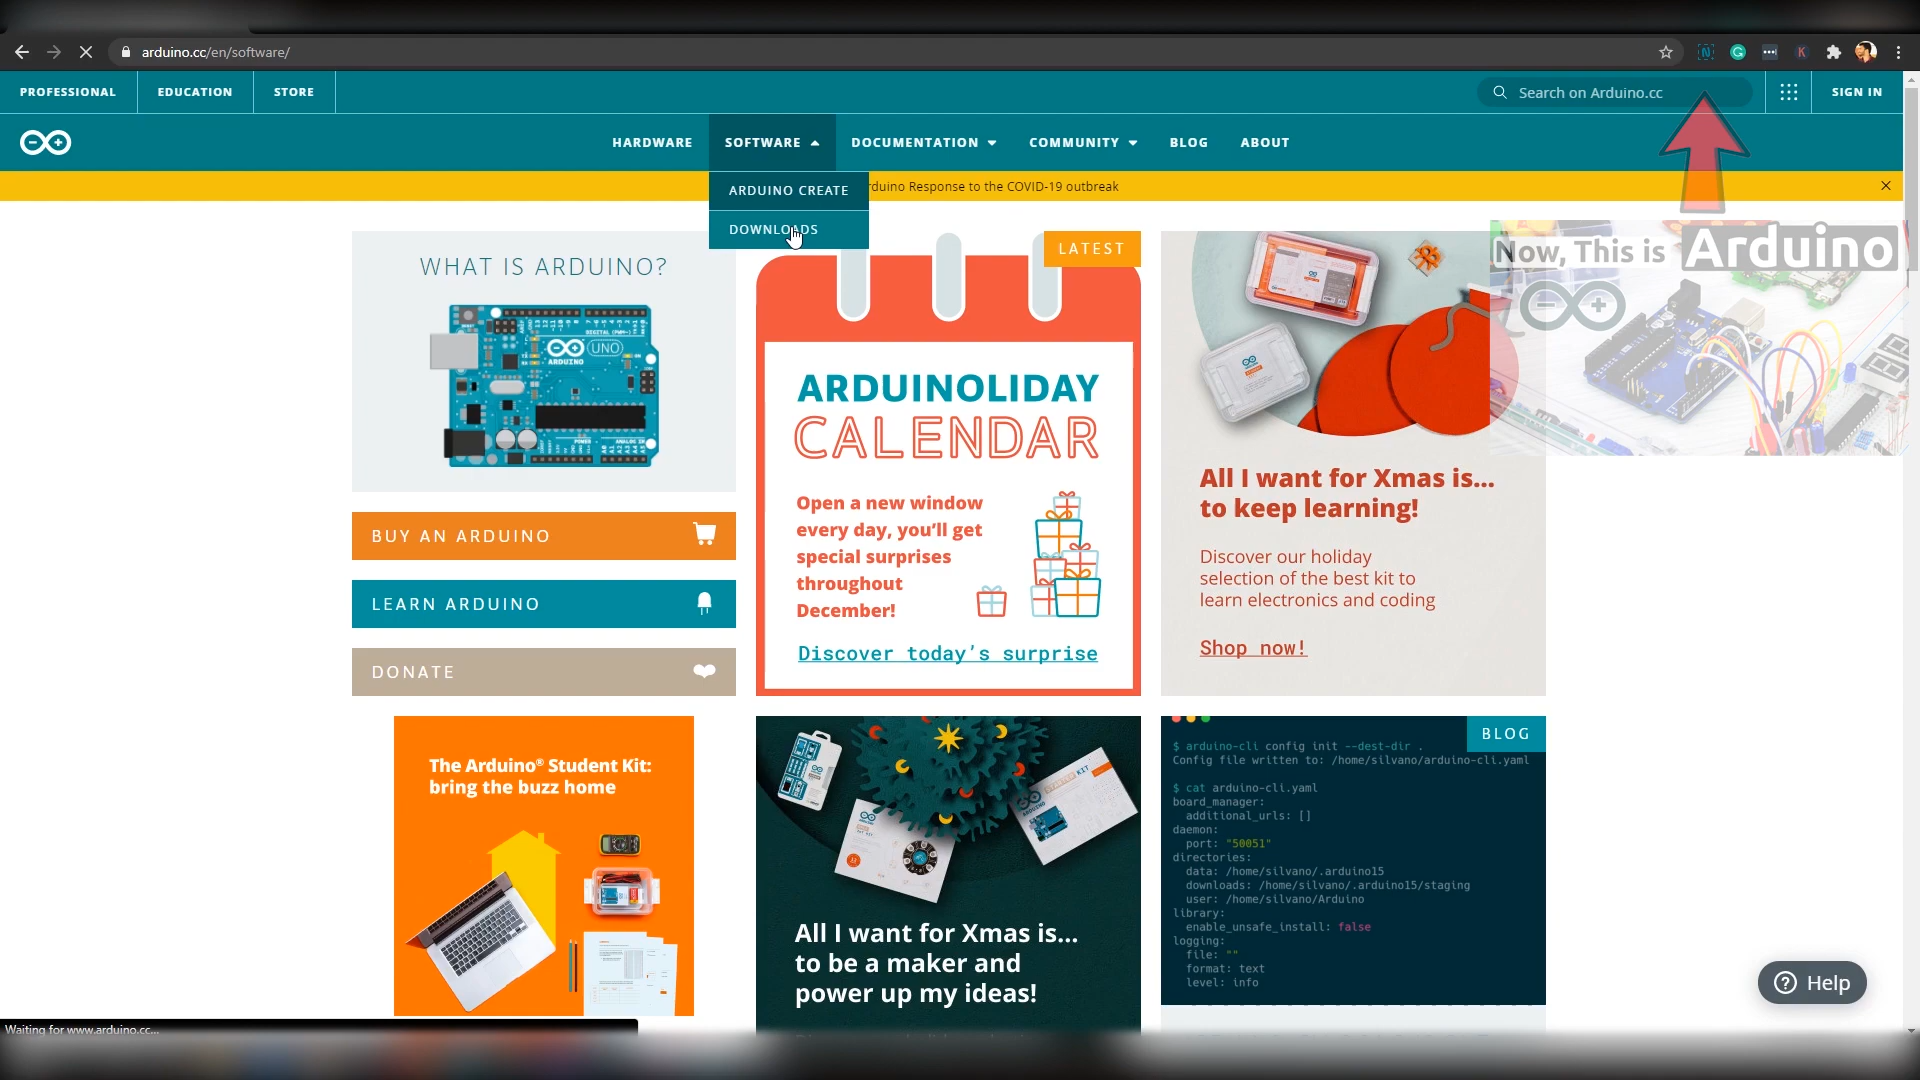 arduino.cc/en/software/
PROFESSIONAL
EDUCATION
STORE
Search on Arduino.cc
SIGN IN
HARDWARE
SOFTWARE
DOCUMENTATION
COMMUNITY
BLOG
ABOUT
ARDUINO CREATE
DOWNLOADS
rduino Response to the COVID-19 outbreak
WHAT IS ARDUINO?
ARDUINO
UNO
BUY AN ARDUINO
LEARN ARDUINO
DONATE
LATEST
ARDUINOLIDAY
CALENDAR
Open a new window
every day, you'll get
special surprises
throughout
December!
Discover today's surprise
Now, This is Arduino
All I want for Xmas is...
to keep learning!
Discover our holiday
selection of the best kit to
learn electronics and coding
Shop now!
The Arduino® Student Kit:
bring the buzz home
All I want for Xmas is...
to be a maker and
power up my ideas!
BLOG
$ arduino-cli config init --dest-dir .
Config file written to: /home/silvano/arduino-cli.yaml
$ cat arduino-cli.yaml
board_manager:
additional_urls: []
daemon:
port: "50051"
directories:
data: /home/silvano/.arduino15
downloads: /home/silvano/.arduino15/staging
user: /home/silvano/Arduino
library:
enable_unsafe_install: false
logging:
file: ""
format: text
level: info
Help
Waiting for www.arduino.cc...